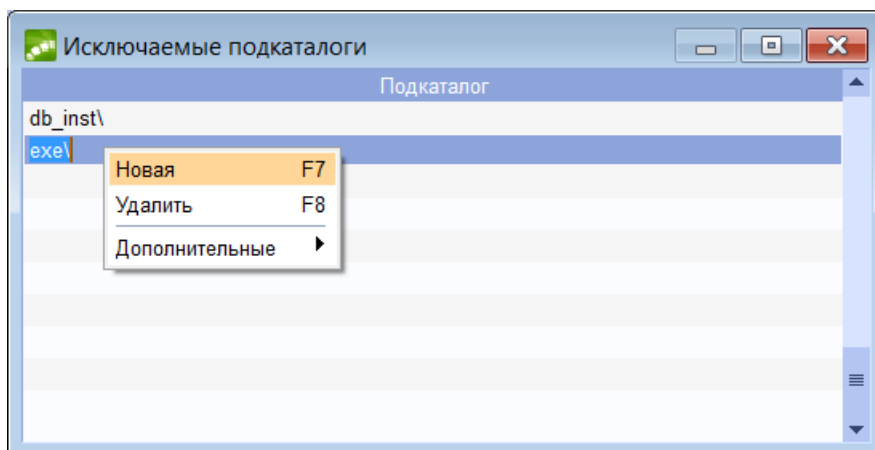 Исключаемые подкаталоги
Подкаталог
db_inst\
exe\
Новая F7
Удалить F8
Дополнительные